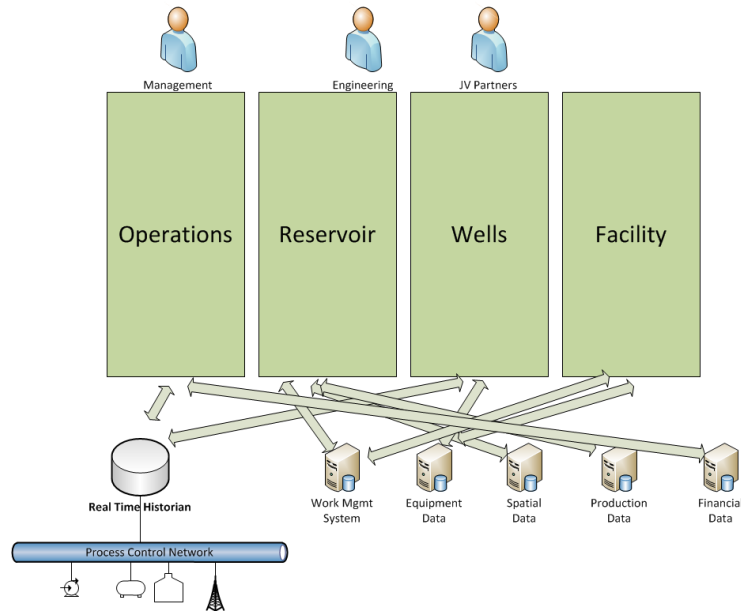 Management
Engineering
JV Partners
Operations
Reservoir
Wells
Facility
Real Time Historian
Work Mgmt
System
Equipment
Data
Spatial
Data
Production
Data
Financial
Data
Process Control Network